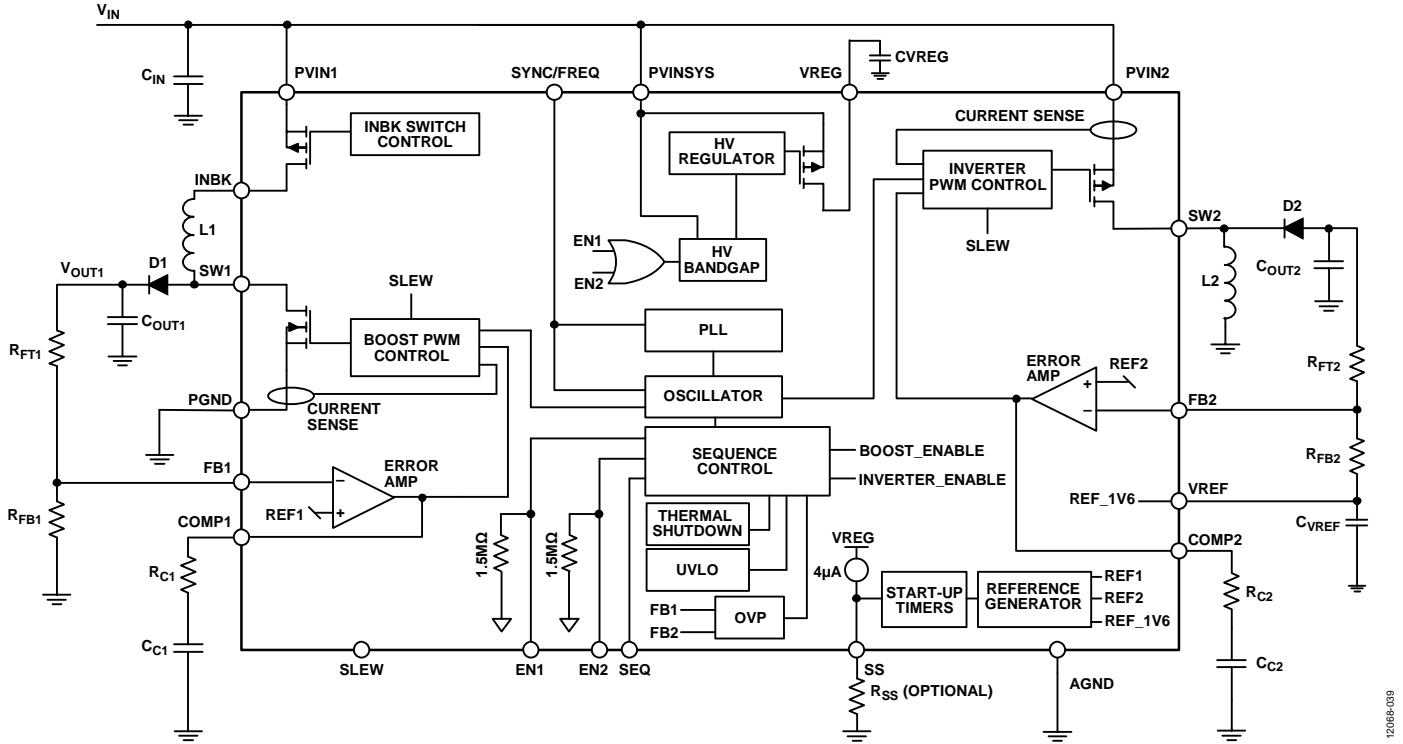 VIN
CIN
PVIN1
SYNC/FREQ
PVINSYS
VREG
CVREG
PVIN2
INBK SWITCH
CONTROL
HV
REGULATOR
CURRENT SENSE
INVERTER
PWM CONTROL
INBK
L1
EN1
EN2
HV
BANDGAP
SLEW
SW2
D2
L2
COUT2
VOUT1
D1
SW1
SLEW
COUT1
RFT1
BOOST PWM
CONTROL
PLL
OSCILLATOR
ERROR
AMP
REF2
RFT2
PGND
CURRENT
SENSE
FB2
SEQUENCE
CONTROL
BOOST_ENABLE
INVERTER_ENABLE
RFB2
FB1
ERROR
AMP
REF1
RFB1
COMP1
REF_1V6
VREF
CVREF
THERMAL
SHUTDOWN
1.5MΩ
1.5MΩ
UVLO
VREG
4µA
COMP2
RC1
START-UP
TIMERS
REFERENCE
GENERATOR
REF1
REF2
REF_1V6
RC2
FB1
FB2
OVP
CC1
SLEW
EN1
EN2
SEQ
SS
RSS (OPTIONAL)
AGND
CC2
12068-039